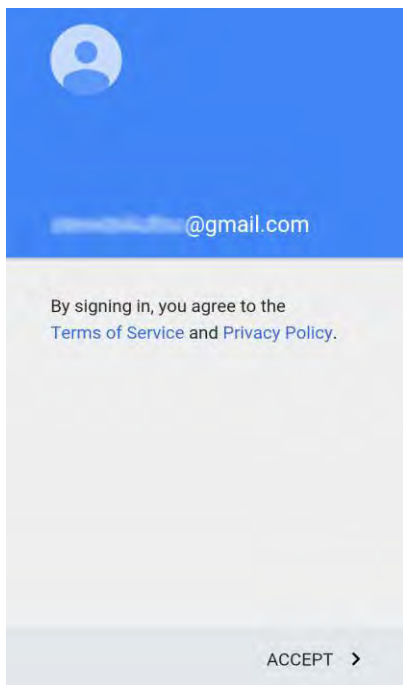 @gmail.com
By signing in, you agree to the
Terms of Service and Privacy Policy.
ACCEPT